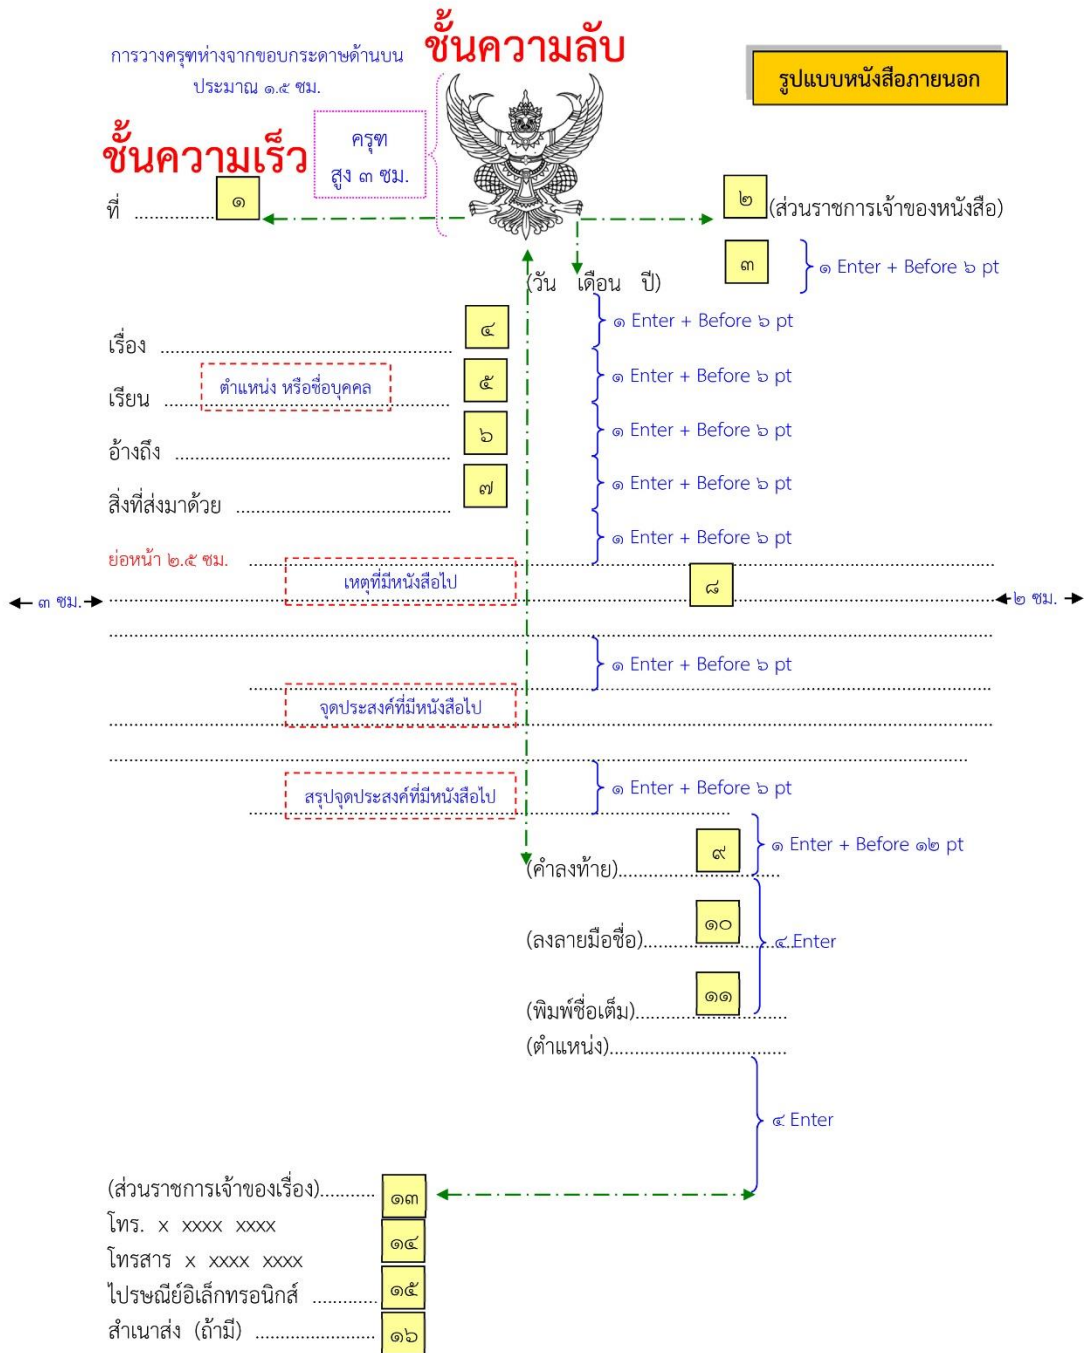 ชั้นความลับ
การวางครุฑห่างจากขอบกระดาษด้านบน
ประมาณ ๑.๕ ซม.
รูปแบบหนังสือภายนอก
ชั้นความเร็ว
ครุฑ
สูง ๓ ซม.
ที่ .............. ๑
๒ (ส่วนราชการเจ้าของหนังสือ)
๓ ๑ Enter + Before ๖ pt
(วัน เดือน ปี)
๑ Enter + Before ๖ pt
เรื่อง .................................................... ๔
๑ Enter + Before ๖ pt
เรียน .................................................... ๕
ตำแหน่ง หรือชื่อบุคคล
๑ Enter + Before ๖ pt
อ้างถึง .................................................... ๖
๑ Enter + Before ๖ pt
สิ่งที่ส่งมาด้วย ........................................ ๗
๑ Enter + Before ๖ pt
ย่อหน้า ๒.๕ ซม.
เหตุที่มีหนังสือไป
๘
๓ ซม.
๒ ซม.
๑ Enter + Before ๖ pt
จุดประสงค์ที่มีหนังสือไป
๑ Enter + Before ๖ pt
สรุปจุดประสงค์ที่มีหนังสือไป
๑ Enter + Before ๑๒ pt
(คำลงท้าย).............................. ๙
(ลงลายมือชื่อ).............................. ๑๐
๔ Enter
(พิมพ์ชื่อเต็ม).............................. ๑๑
(ตำแหน่ง)..................................
๔ Enter
(ส่วนราชการเจ้าของเรื่อง)........... ๑๓
โทร. x xxxx xxxx
๑๔
โทรสาร x xxxx xxxx
ไปรษณีย์อิเล็กทรอนิกส์ ............. ๑๕
สำเนาส่ง (ถ้ามี) ........................ ๑๖